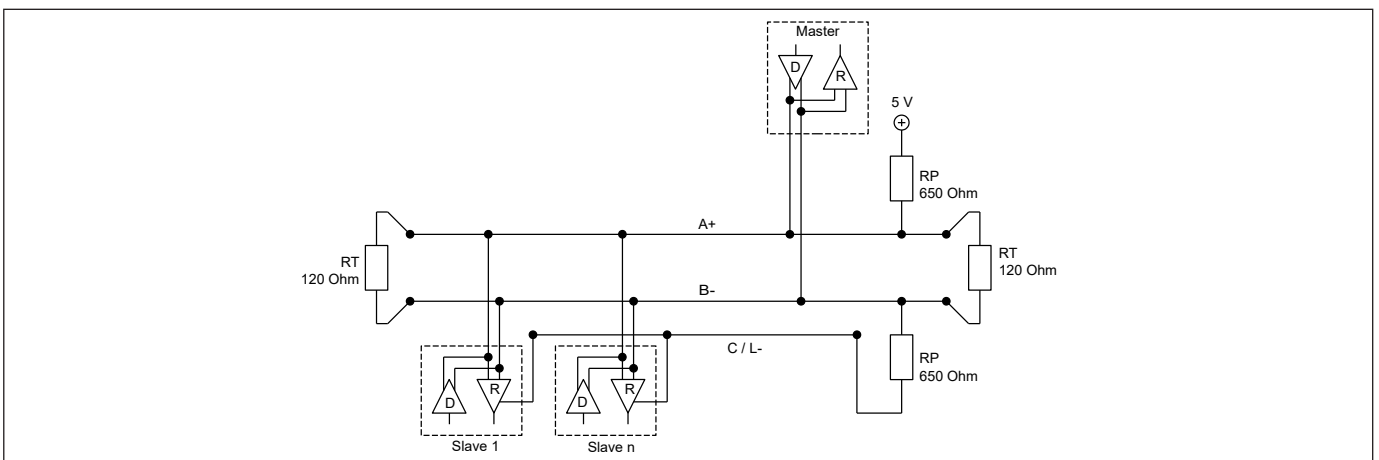 Master
D
R
5 V
RP
650 Ohm
A+
RT
120 Ohm
RT
120 Ohm
B-
C / L-
RP
650 Ohm
D
R
D
R
Slave 1
Slave n